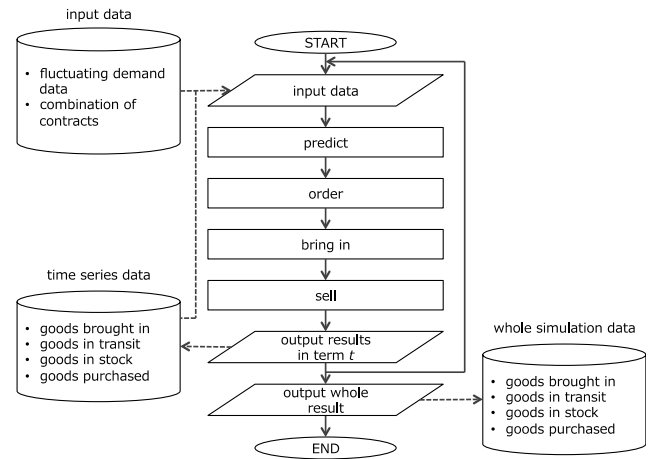 input data
• fluctuating demand
data
• combination of
contracts
START
input data
predict
order
bring in
sell
output results
in term t
output whole
result
END
time series data
• goods brought in
• goods in transit
• goods in stock
• goods purchased
whole simulation data
• goods brought in
• goods in transit
• goods in stock
• goods purchased